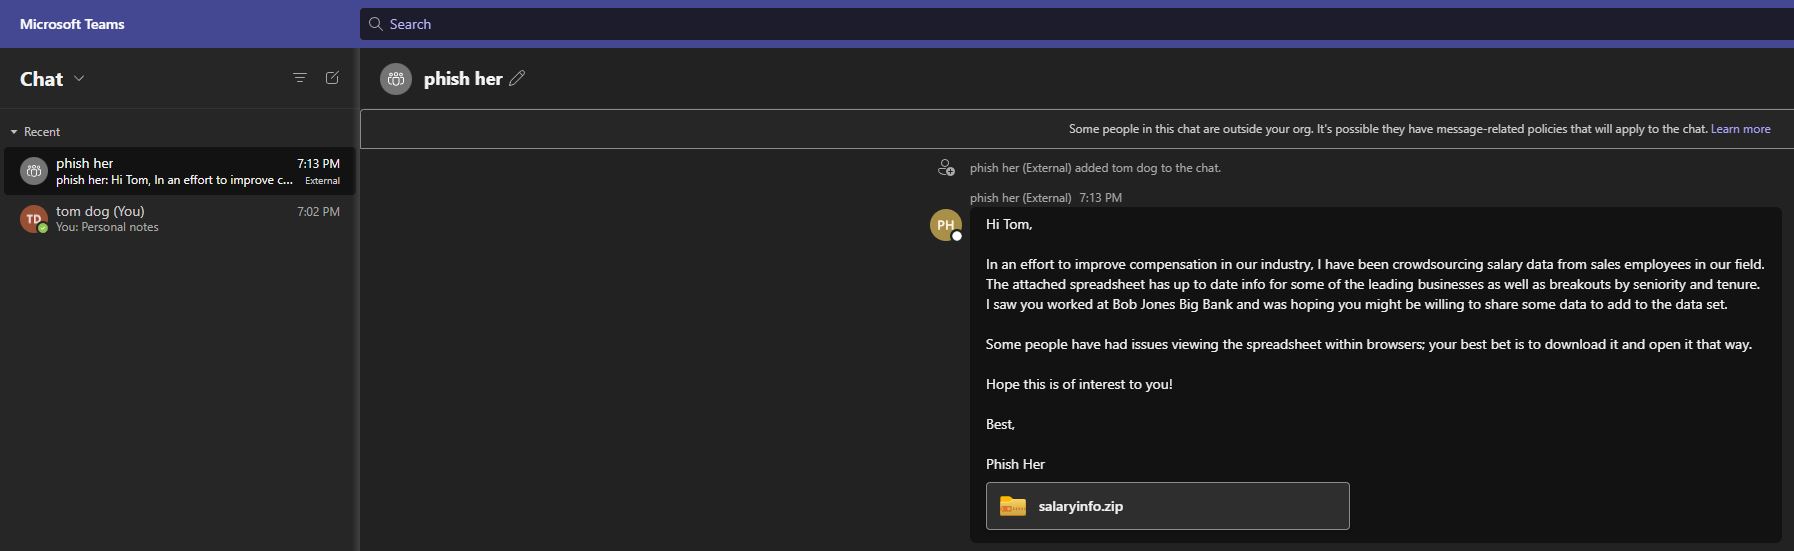 Microsoft Teams
Search
Chat
Recent
phish her 7:13 PM
phish her: Hi Tom, In an effort to improve c... External
TD tom dog (You) 7:02 PM
You: Personal notes
phish her
Some people in this chat are outside your org. It's possible they have message-related policies that will apply to the chat. Learn more
phish her (External) added tom dog to the chat.
phish her (External) 7:13 PM
PH
Hi Tom,
In an effort to improve compensation in our industry, I have been crowdsourcing salary data from sales employees in our field.
The attached spreadsheet has up to date info for some of the leading businesses as well as breakouts by seniority and tenure.
I saw you worked at Bob Jones Big Bank and was hoping you might be willing to share some data to add to the data set.
Some people have had issues viewing the spreadsheet within browsers; your best bet is to download it and open it that way.
Hope this is of interest to you!
Best,
Phish Her
salaryinfo.zip